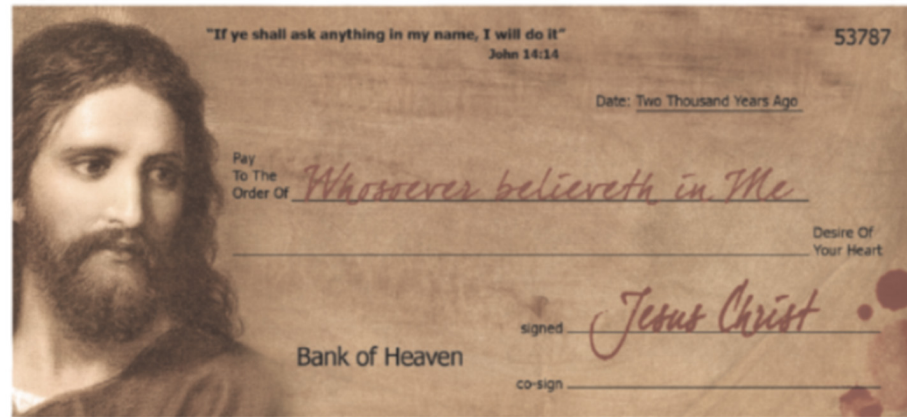 "If ye shall ask anything in my name, I will do it"
John 14:14
53787
Date: Two Thousand Years Ago
Pay
To The
Order Of Whosoever believeth in Me
Desire Of
Your Heart
signed Jesus Christ
Bank of Heaven
co-sign